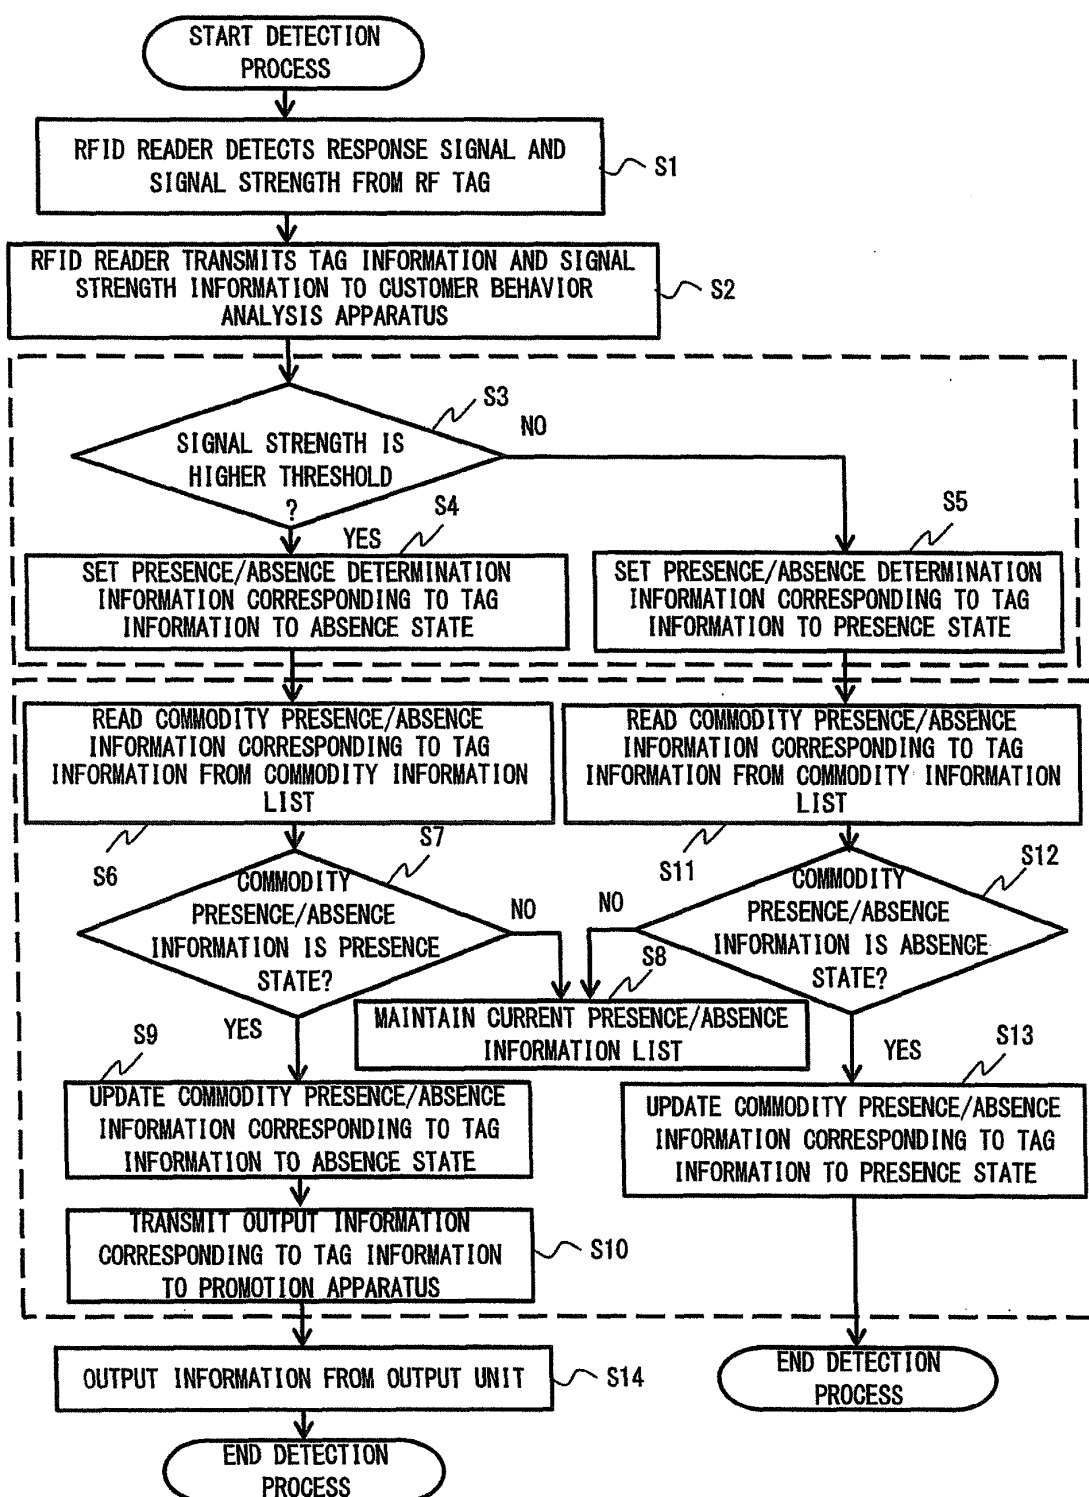 START DETECTION
PROCESS
RFID READER DETECTS RESPONSE SIGNAL AND
SIGNAL STRENGTH FROM RF TAG
S1
RFID READER TRANSMITS TAG INFORMATION AND SIGNAL
STRENGTH INFORMATION TO CUSTOMER BEHAVIOR
ANALYSIS APPARATUS
S2
S3
SIGNAL STRENGTH IS
HIGHER THRESHOLD
?
NO
YES
S4
SET PRESENCE/ABSENCE DETERMINATION
INFORMATION CORRESPONDING TO TAG
INFORMATION TO ABSENCE STATE
S5
SET PRESENCE/ABSENCE DETERMINATION
INFORMATION CORRESPONDING TO TAG
INFORMATION TO PRESENCE STATE
READ COMMODITY PRESENCE/ABSENCE
INFORMATION CORRESPONDING TO TAG
INFORMATION FROM COMMODITY INFORMATION
LIST
S6
READ COMMODITY PRESENCE/ABSENCE
INFORMATION CORRESPONDING TO TAG
INFORMATION FROM COMMODITY INFORMATION
LIST
S11
S7
COMMODITY
PRESENCE/ABSENCE
INFORMATION IS PRESENCE
STATE?
NO
YES
S12
COMMODITY
PRESENCE/ABSENCE
INFORMATION IS ABSENCE
STATE?
NO
YES
S8
MAINTAIN CURRENT PRESENCE/ABSENCE
INFORMATION LIST
S9
UPDATE COMMODITY PRESENCE/ABSENCE
INFORMATION CORRESPONDING TO TAG
INFORMATION TO ABSENCE STATE
S13
UPDATE COMMODITY PRESENCE/ABSENCE
INFORMATION CORRESPONDING TO TAG
INFORMATION TO PRESENCE STATE
TRANSMIT OUTPUT INFORMATION
CORRESPONDING TO TAG INFORMATION
TO PROMOTION APPARATUS
S10
OUTPUT INFORMATION FROM OUTPUT UNIT
S14
END DETECTION
PROCESS
END DETECTION
PROCESS